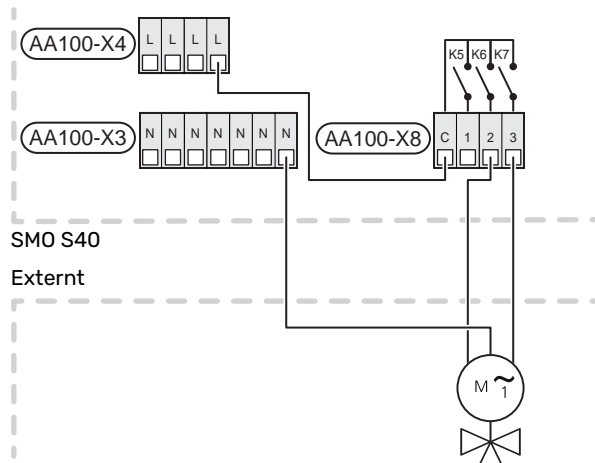 AA100-X4
L L L L
K5 K6 K7
AA100-X3
N N N N N N N
AA100-X8
C 1 2 3
SMO S40
Externt
M ~ 1